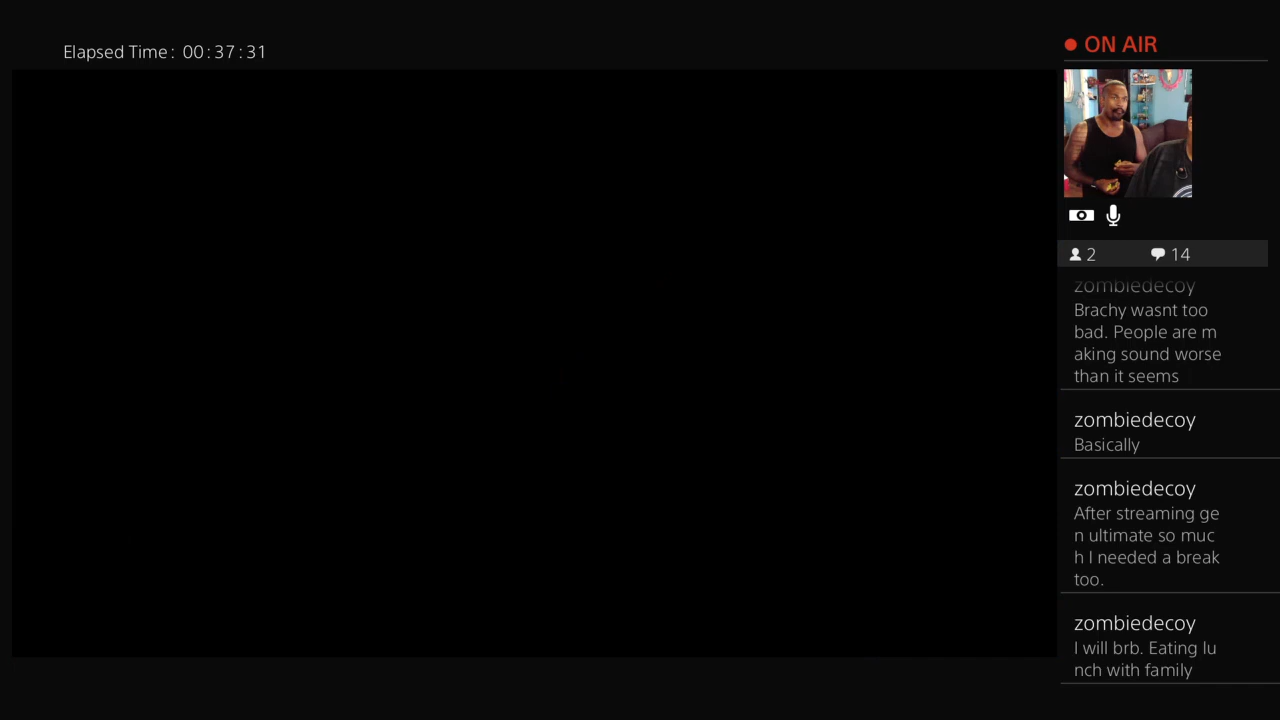 Elapsed Time: 00:37:31
ON AIR
2 14
zombiedecoy
Brachy wasnt too
bad. People are m
aking sound worse
than it seems
zombiedecoy
Basically
zombiedecoy
After streaming ge
n ultimate so muc
h I needed a break
too.
zombiedecoy
I will brb. Eating lu
nch with family